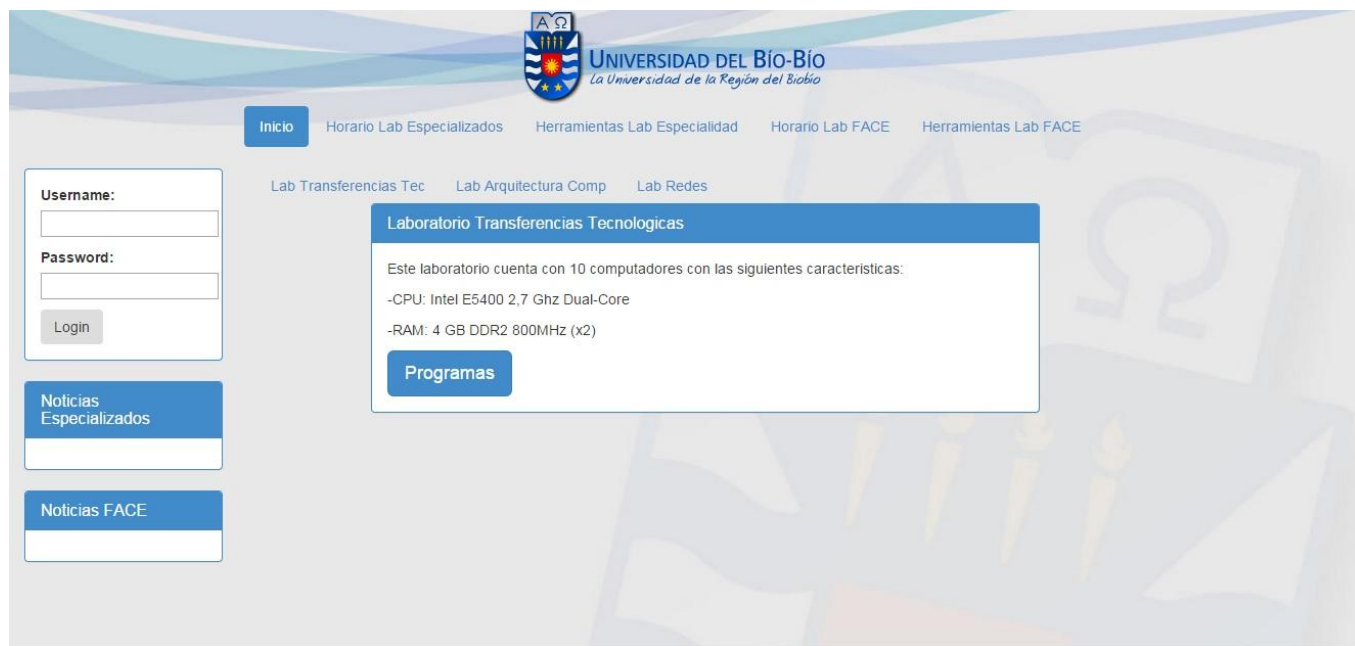 ΑΩ
UNIVERSIDAD DEL BÍO-BÍO
La Universidad de la Región del Biobío
Inicio Horario Lab Especializados Herramientas Lab Especialidad Horario Lab FACE Herramientas Lab FACE
Username:
Password:
Login
Noticias
Especializados
Noticias FACE
Lab Transferencias Tec Lab Arquitectura Comp Lab Redes
Laboratorio Transferencias Tecnologicas
Este laboratorio cuenta con 10 computadores con las siguientes caracteristicas:
-CPU: Intel E5400 2,7 Ghz Dual-Core
-RAM: 4 GB DDR2 800MHz (x2)
Programas
ΑΩ